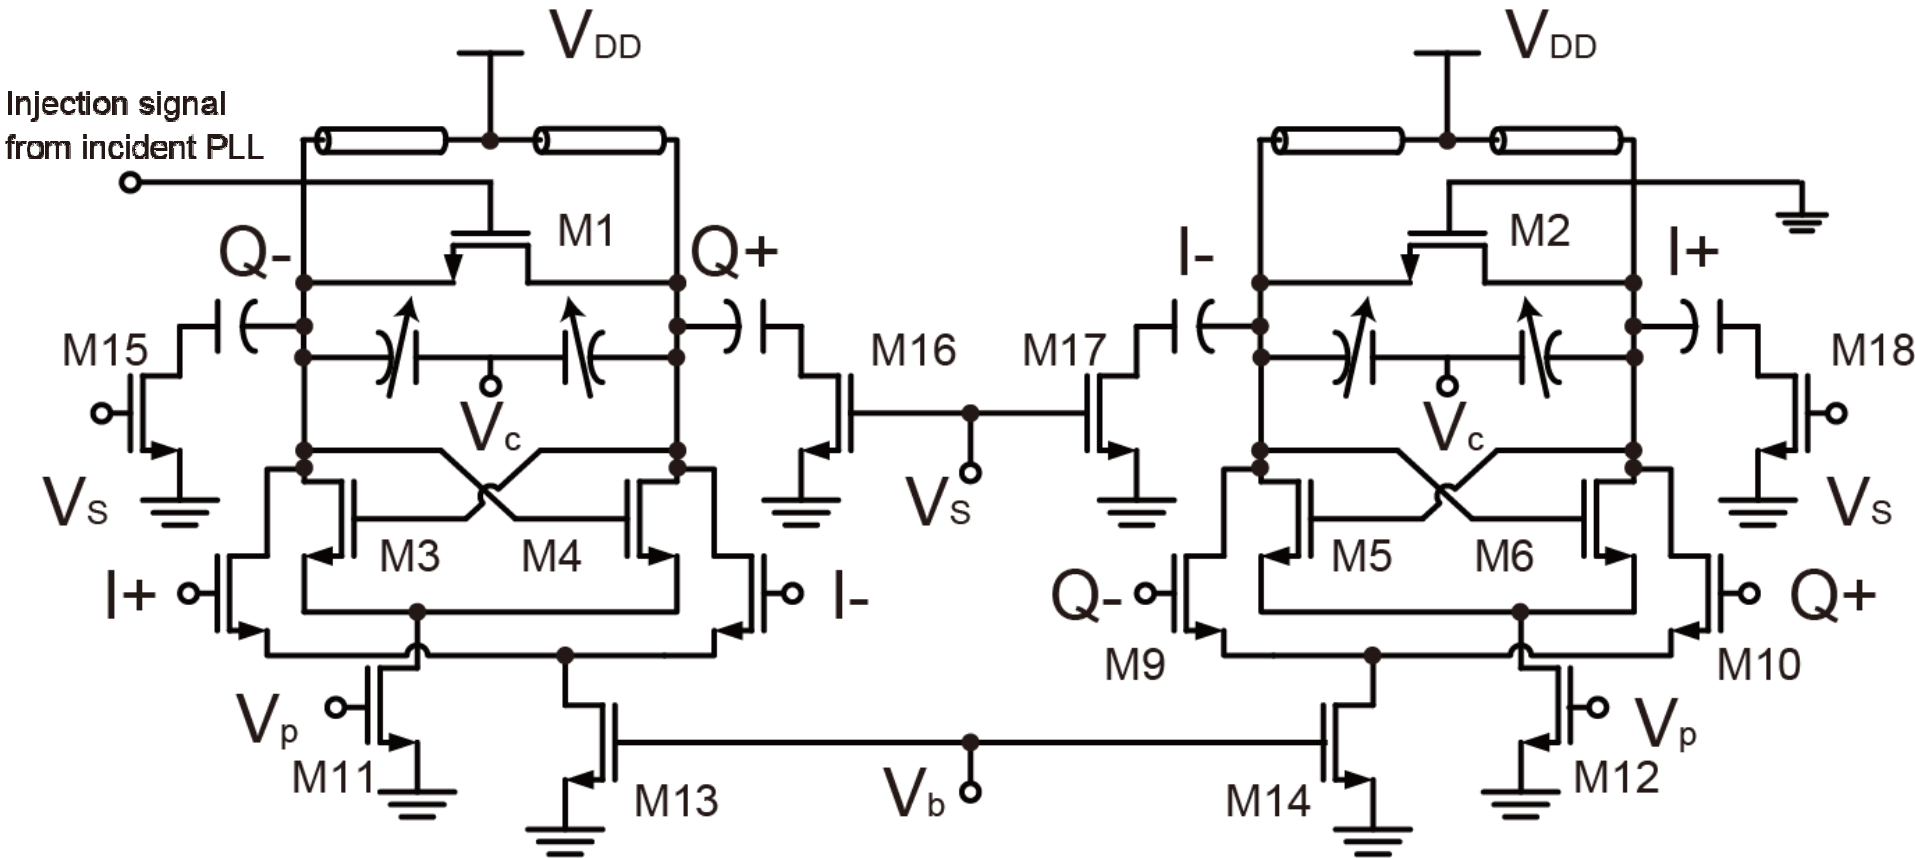 VDD
VDD
Injection signal
from incident PLL
M1
M2
Q-
Q+
I-
I+
M15
M16
M17
M18
Vc
Vc
VS
VS
VS
M3
M4
M5
M6
I+
I-
Q-
Q+
M9
M10
Vp
Vp
M11
M13
Vb
M14
M12